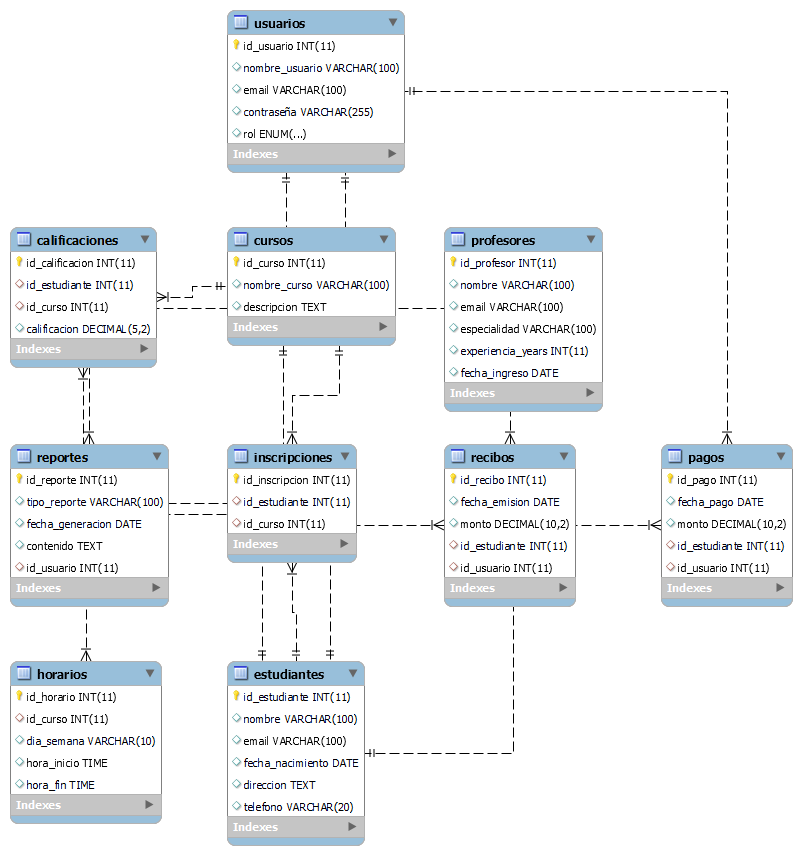 usuarios
id_usuario INT(11)
nombre_usuario VARCHAR(100)
email VARCHAR(100)
contraseña VARCHAR(255)
rol ENUM(...)
Indexes
calificaciones
id_calificacion INT(11)
id_estudiante INT(11)
id_curso INT(11)
calificacion DECIMAL(5,2)
Indexes
cursos
id_curso INT(11)
nombre_curso VARCHAR(100)
descripcion TEXT
Indexes
profesores
id_profesor INT(11)
nombre VARCHAR(100)
email VARCHAR(100)
especialidad VARCHAR(100)
experiencia_years INT(11)
fecha_ingreso DATE
Indexes
reportes
id_reporte INT(11)
tipo_reporte VARCHAR(100)
fecha_generacion DATE
contenido TEXT
id_usuario INT(11)
Indexes
inscripciones
id_inscripcion INT(11)
id_estudiante INT(11)
id_curso INT(11)
Indexes
recibos
id_recibo INT(11)
fecha_emision DATE
monto DECIMAL(10,2)
id_estudiante INT(11)
id_usuario INT(11)
Indexes
pagos
id_pago INT(11)
fecha_pago DATE
monto DECIMAL(10,2)
id_estudiante INT(11)
id_usuario INT(11)
Indexes
horarios
id_horario INT(11)
id_curso INT(11)
dia_semana VARCHAR(10)
hora_inicio TIME
hora_fin TIME
Indexes
estudiantes
id_estudiante INT(11)
nombre VARCHAR(100)
email VARCHAR(100)
fecha_nacimiento DATE
direccion TEXT
telefono VARCHAR(20)
Indexes